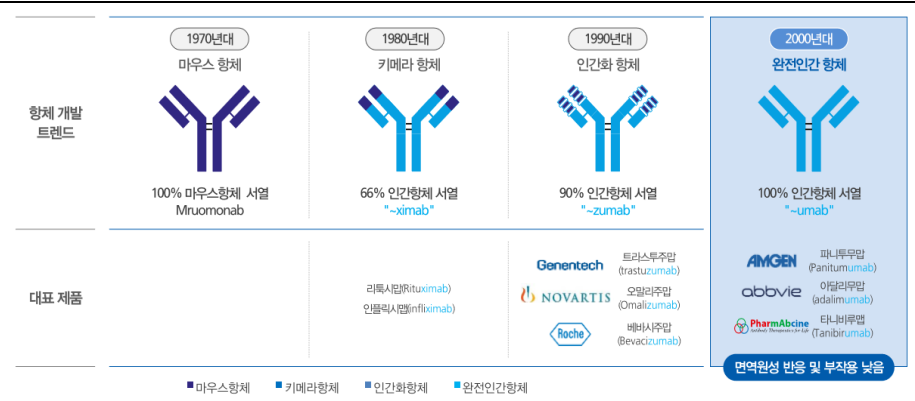 1970년대
1980년대
1990년대
2000년대
마우스 항체
키메라 항체
인간화 항체
완전인간 항체
항체 개발
트렌드
100% 마우스항체 서열
Mruomonab
66% 인간항체 서열
"~ximab"
90% 인간항체 서열
"~zumab"
100% 인간항체 서열
"~umab"
대표 제품
리툭시맙(Rituximab)
인플릭시맵(infliximab)
Genentech
트라스투주맙
(trastuzumab)
NOVARTIS
오말리주맙
(Omalizumab)
Roche
베바시주맙
(Bevacizumab)
AMGEN
파니투무맙
(Panitumumab)
abbvie
아달리무맙
(adalimumab)
PharmAbcine
Antibody Therapeutics for Life
타니비루맵
(Tanibirumab)
면역원성 반응 및 부작용 낮음
마우스항체 키메라항체 인간화항체 완전인간항체